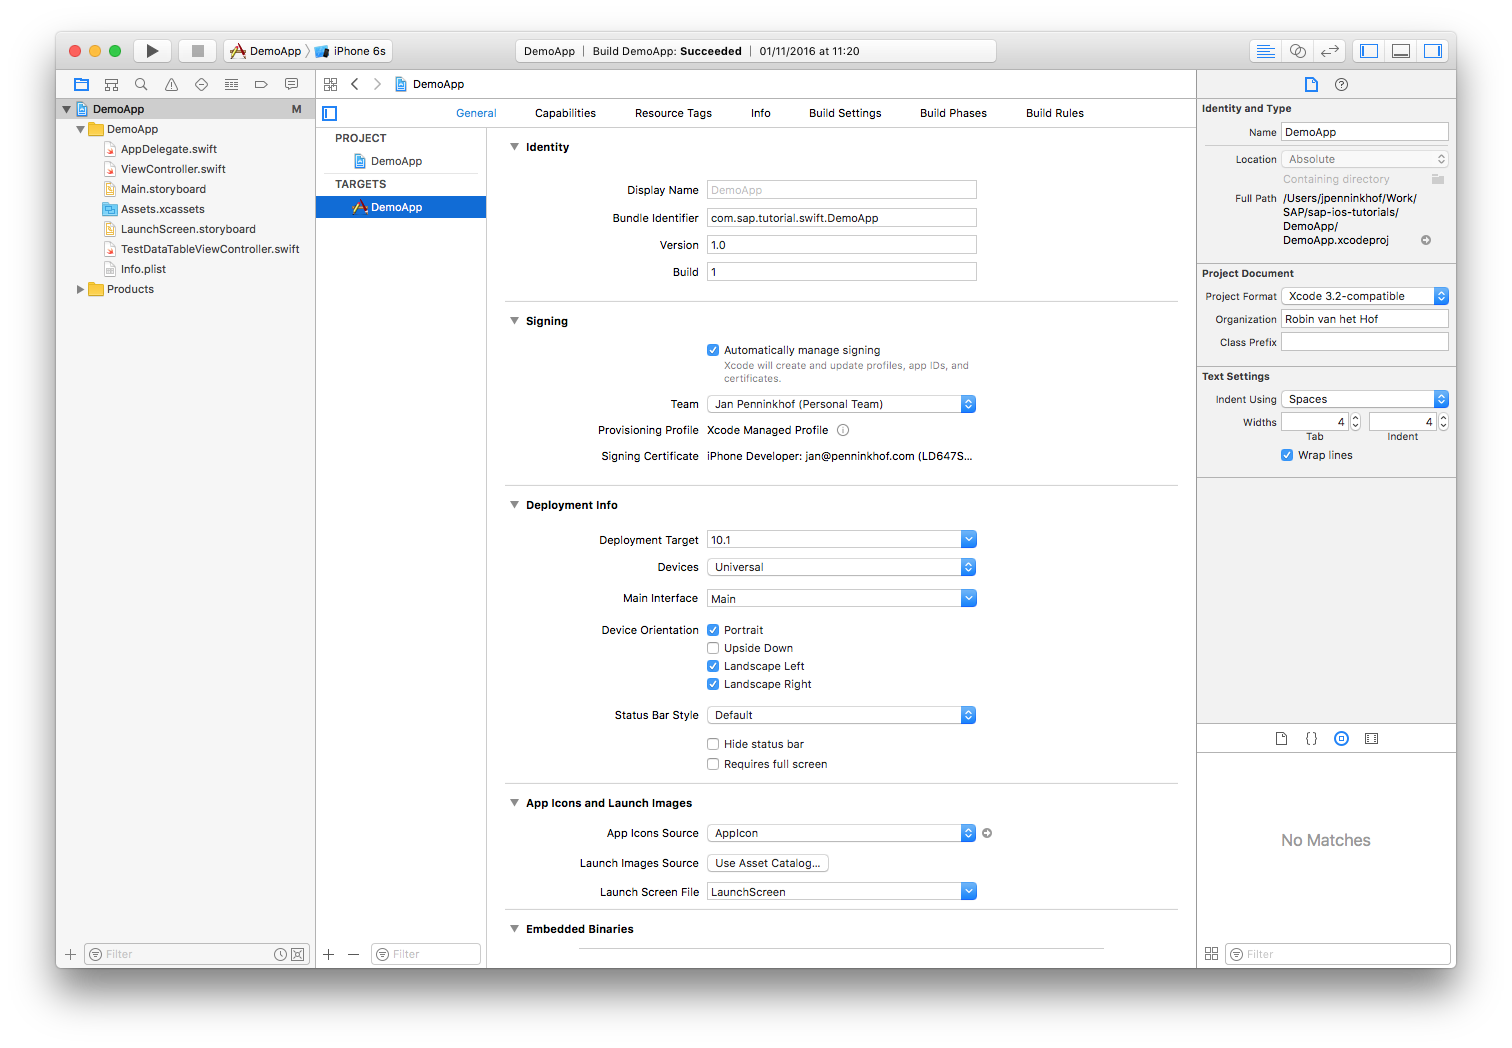 DemoApp
iPhone 6s
DemoApp | Build DemoApp: Succeeded | 01/11/2016 at 11:20
DemoApp
M
DemoApp
AppDelegate.swift
ViewController.swift
Main.storyboard
Assets.xcassets
LaunchScreen.storyboard
TestDataTableViewController.swift
Info.plist
Products
Filter
DemoApp
General
Capabilities
Resource Tags
Info
Build Settings
Build Phases
Build Rules
PROJECT
DemoApp
TARGETS
DemoApp
Filter
Identity
Display Name DemoApp
Bundle Identifier com.sap.tutorial.swift.DemoApp
Version 1.0
Build 1
Signing
Automatically manage signing
Xcode will create and update profiles, app IDs, and
certificates.
Team Jan Penninkhof (Personal Team)
Provisioning Profile Xcode Managed Profile
Signing Certificate iPhone Developer: jan@penninkhof.com (LD647S...
Deployment Info
Deployment Target 10.1
Devices Universal
Main Interface Main
Device Orientation Portrait
Upside Down
Landscape Left
Landscape Right
Status Bar Style Default
Hide status bar
Requires full screen
App Icons and Launch Images
App Icons Source AppIcon
Launch Images Source Use Asset Catalog...
Launch Screen File LaunchScreen
Embedded Binaries
Identity and Type
Name DemoApp
Location Absolute
Containing directory
Full Path /Users/jpenninkhof/Work/
SAP/sap-ios-tutorials/
DemoApp/
DemoApp.xcodeproj
Project Document
Project Format Xcode 3.2-compatible
Organization Robin van het Hof
Class Prefix
Text Settings
Indent Using Spaces
Widths 4 4
Tab Indent
Wrap lines
{}
No Matches
Filter